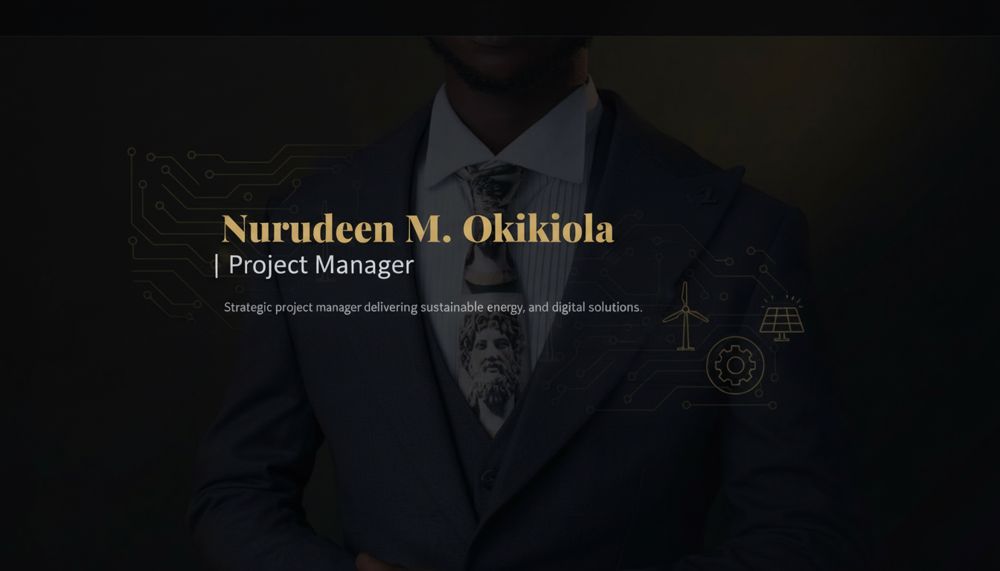 Nurudeen M. Okikiola
| Project Manager
Strategic project manager delivering sustainable energy, and digital solutions.